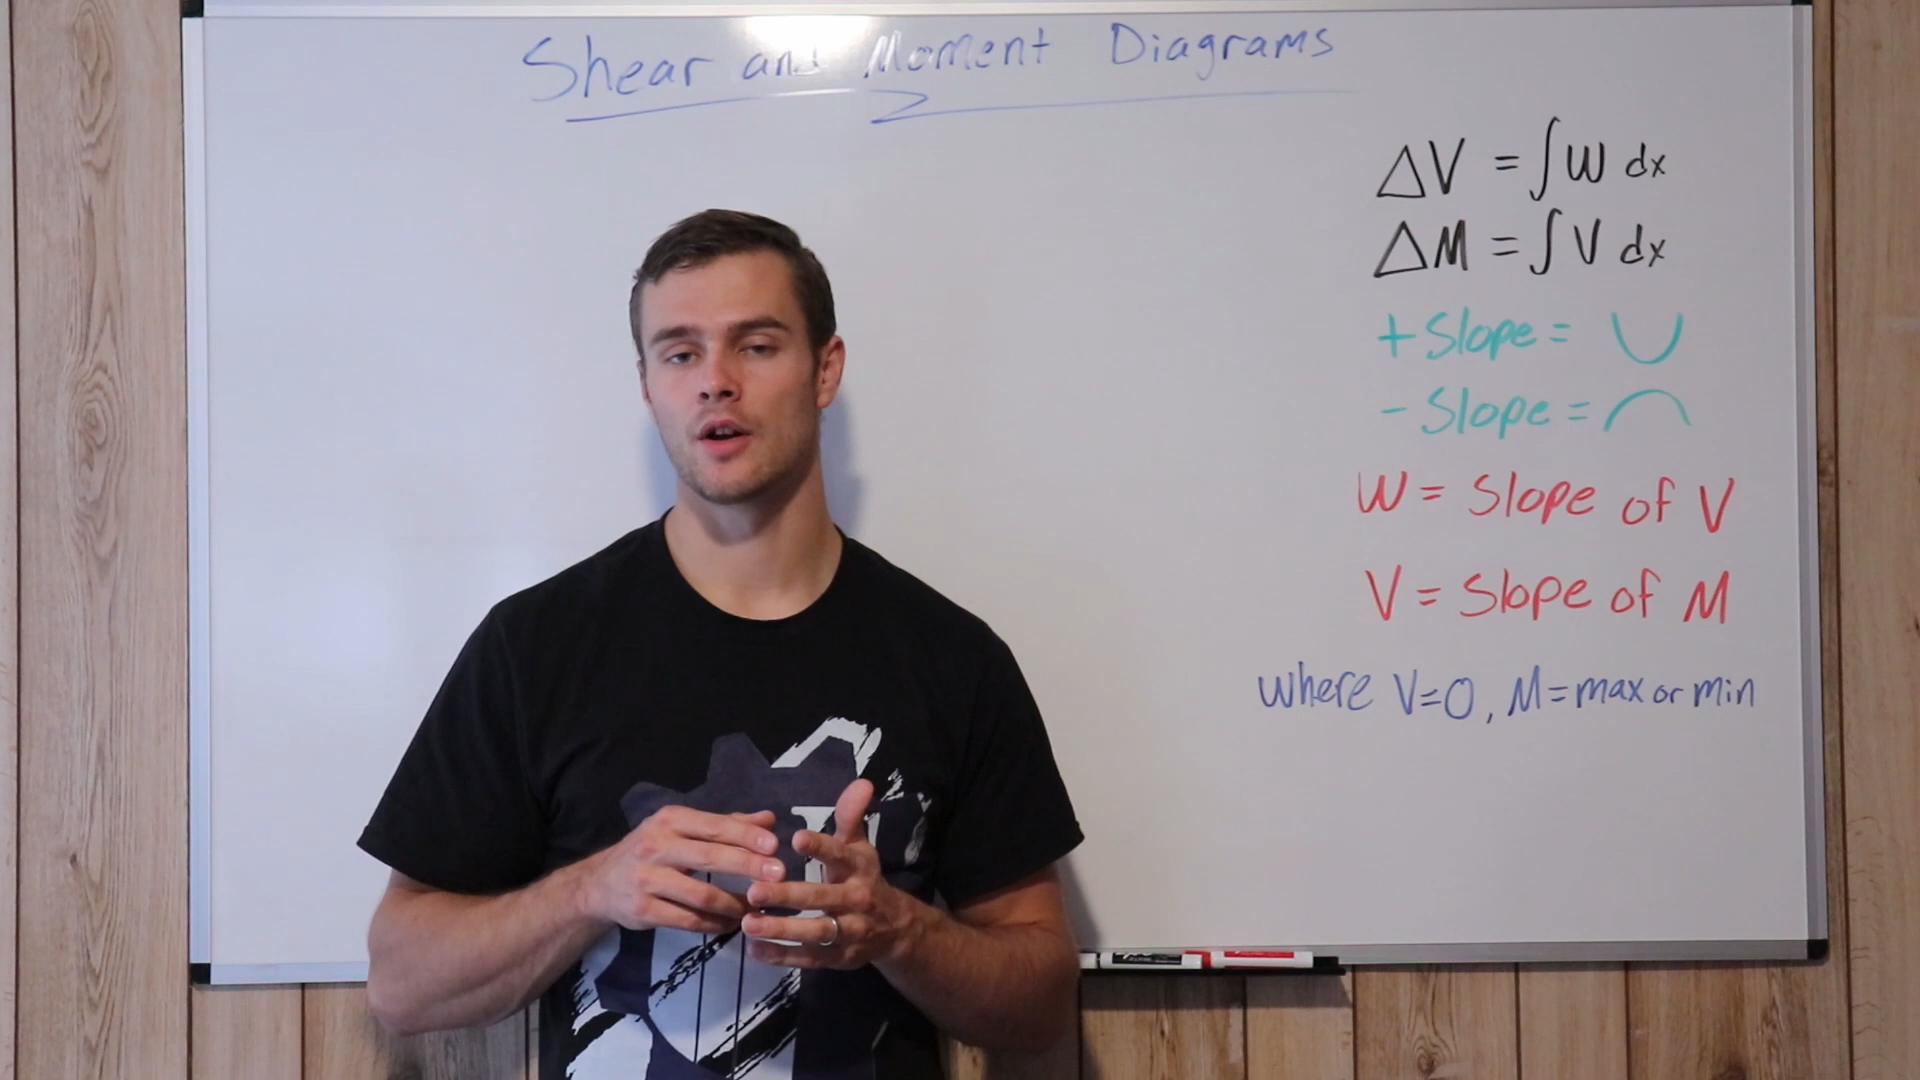 Shear and Moment Diagrams
ΔV = ∫W dx
ΔM = ∫V dx
+ Slope = ∪
- Slope = ∩
W = Slope of V
V = Slope of M
where V=0, M=max or min